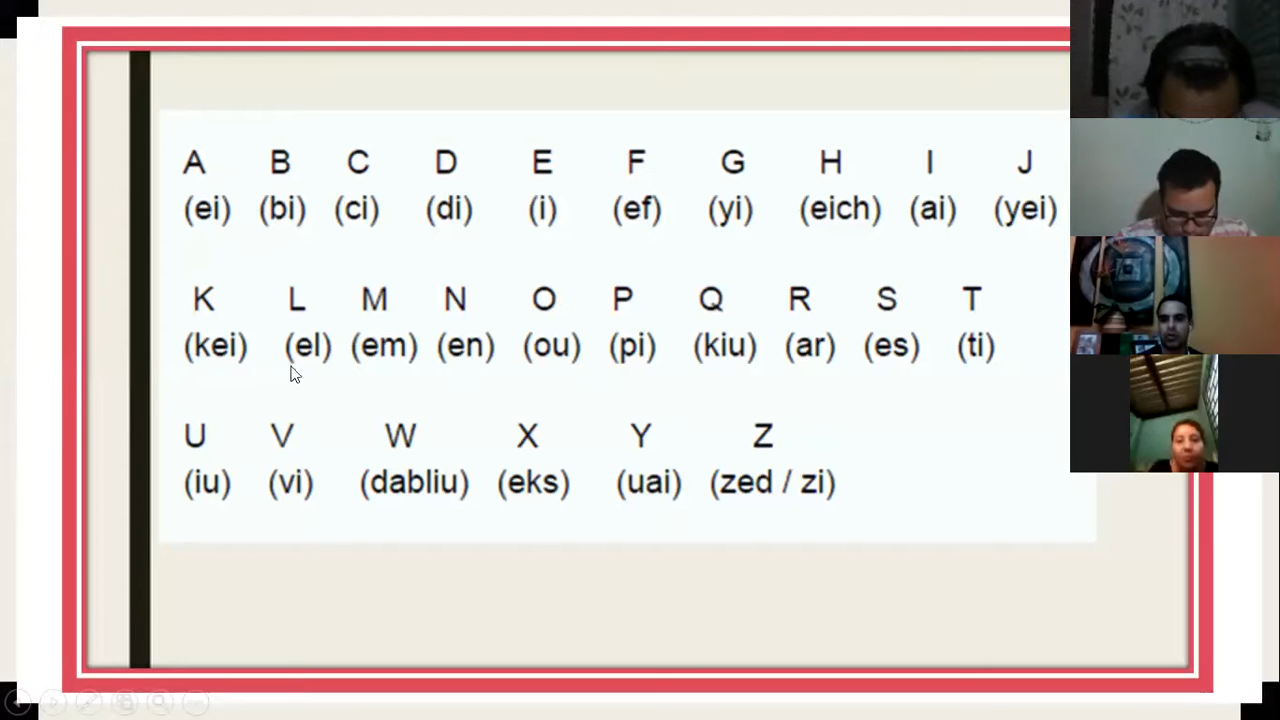 A B C D E F G H I J
(ei) (bi) (ci) (di) (i) (ef) (yi) (eich) (ai) (yei)
K L M N O P Q R S T
(kei) (el) (em) (en) (ou) (pi) (kiu) (ar) (es) (ti)
U V W X Y Z
(iu) (vi) (dabliu) (eks) (uai) (zed / zi)